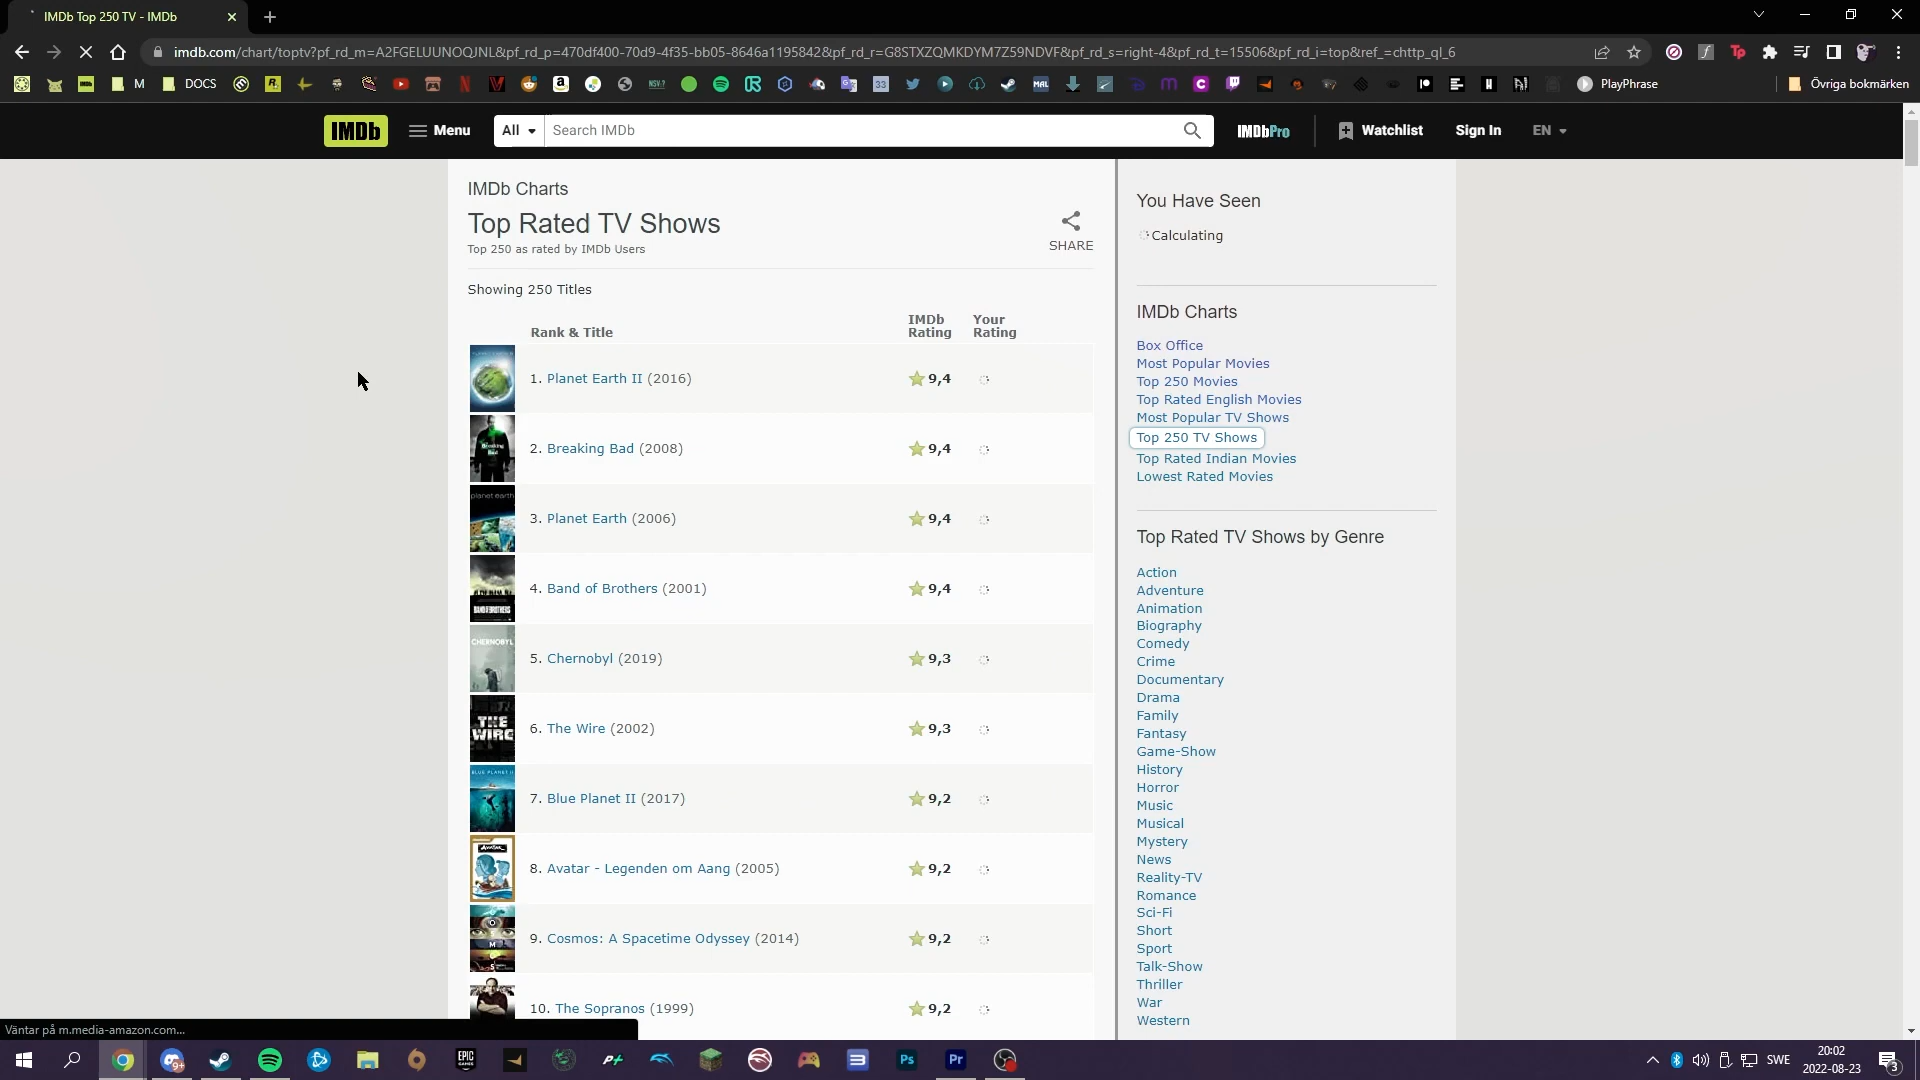 IMDb Top 250 TV - IMDb
imdb.com/chart/toptv?pf_rd_m=A2FGELUUNOQJNL&pf_rd_p=470df400-70d9-4f35-bb05-8646a1195842&pf_rd_r=G8STXZQMKDYM7Z59NDVF&pf_rd_s=right-4&pf_rd_t=15506&pf_rd_i=top&ref_=chttp_ql_6
M DOCS PlayPhrase Övriga bokmärken
IMDb Menu All Search IMDb IMDbPro Watchlist Sign In EN
IMDb Charts
Top Rated TV Shows
Top 250 as rated by IMDb Users
SHARE
Showing 250 Titles
Rank & Title IMDb Rating Your Rating
1. Planet Earth II (2016) 9,4
2. Breaking Bad (2008) 9,4
3. Planet Earth (2006) 9,4
4. Band of Brothers (2001) 9,4
5. Chernobyl (2019) 9,3
6. The Wire (2002) 9,3
7. Blue Planet II (2017) 9,2
8. Avatar - Legenden om Aang (2005) 9,2
9. Cosmos: A Spacetime Odyssey (2014) 9,2
10. The Sopranos (1999) 9,2
You Have Seen
Calculating
IMDb Charts
Box Office
Most Popular Movies
Top 250 Movies
Top Rated English Movies
Most Popular TV Shows
Top 250 TV Shows
Top Rated Indian Movies
Lowest Rated Movies
Top Rated TV Shows by Genre
Action
Adventure
Animation
Biography
Comedy
Crime
Documentary
Drama
Family
Fantasy
Game-Show
History
Horror
Music
Musical
Mystery
News
Reality-TV
Romance
Sci-Fi
Short
Sport
Talk-Show
Thriller
War
Western
Väntar på m.media-amazon.com...
SWE
20:02
2022-08-23
3